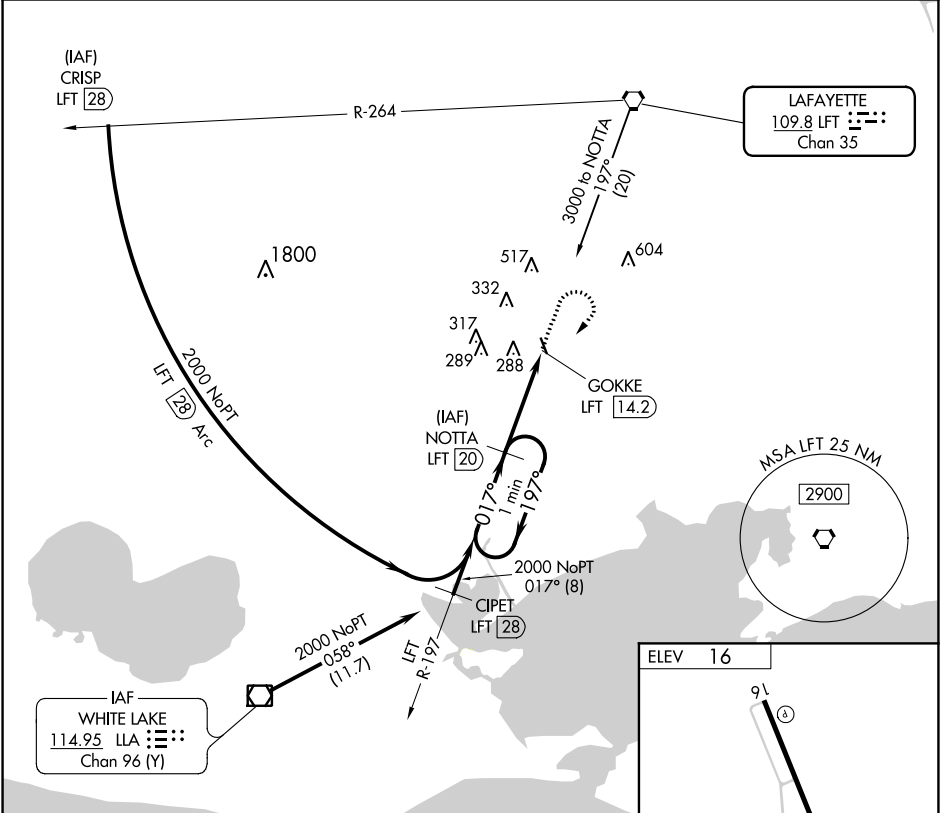 (IAF)
CRISP
LFT 28
R-264
LAFAYETTE
109.8 LFT
Chan 35
3000 to NOTTA
197°
(20)
1800
517
604
332
317
289
288
GOKKE
LFT 14.2
2000 NoPT
LFT 28 Arc
(IAF)
NOTTA
LFT 20
MSA LFT 25 NM
2900
017°
1 min
197°
2000 NoPT
017° (8)
CIPET
LFT 28
2000 NoPT
058°
(11.7)
LFT
R-197
IAF
WHITE LAKE
114.95 LLA
Chan 96 (Y)
ELEV 16
16
P